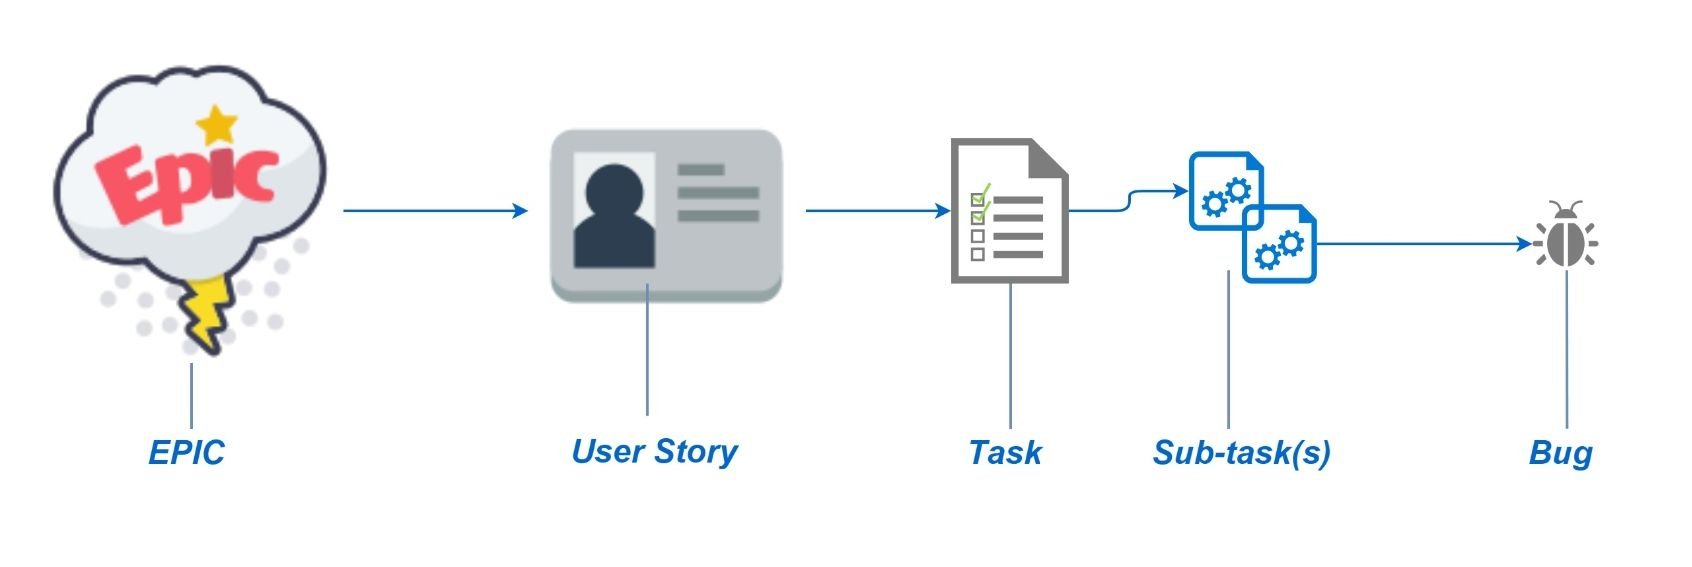 Epic
EPIC
User Story
Task
Sub-task(s)
Bug